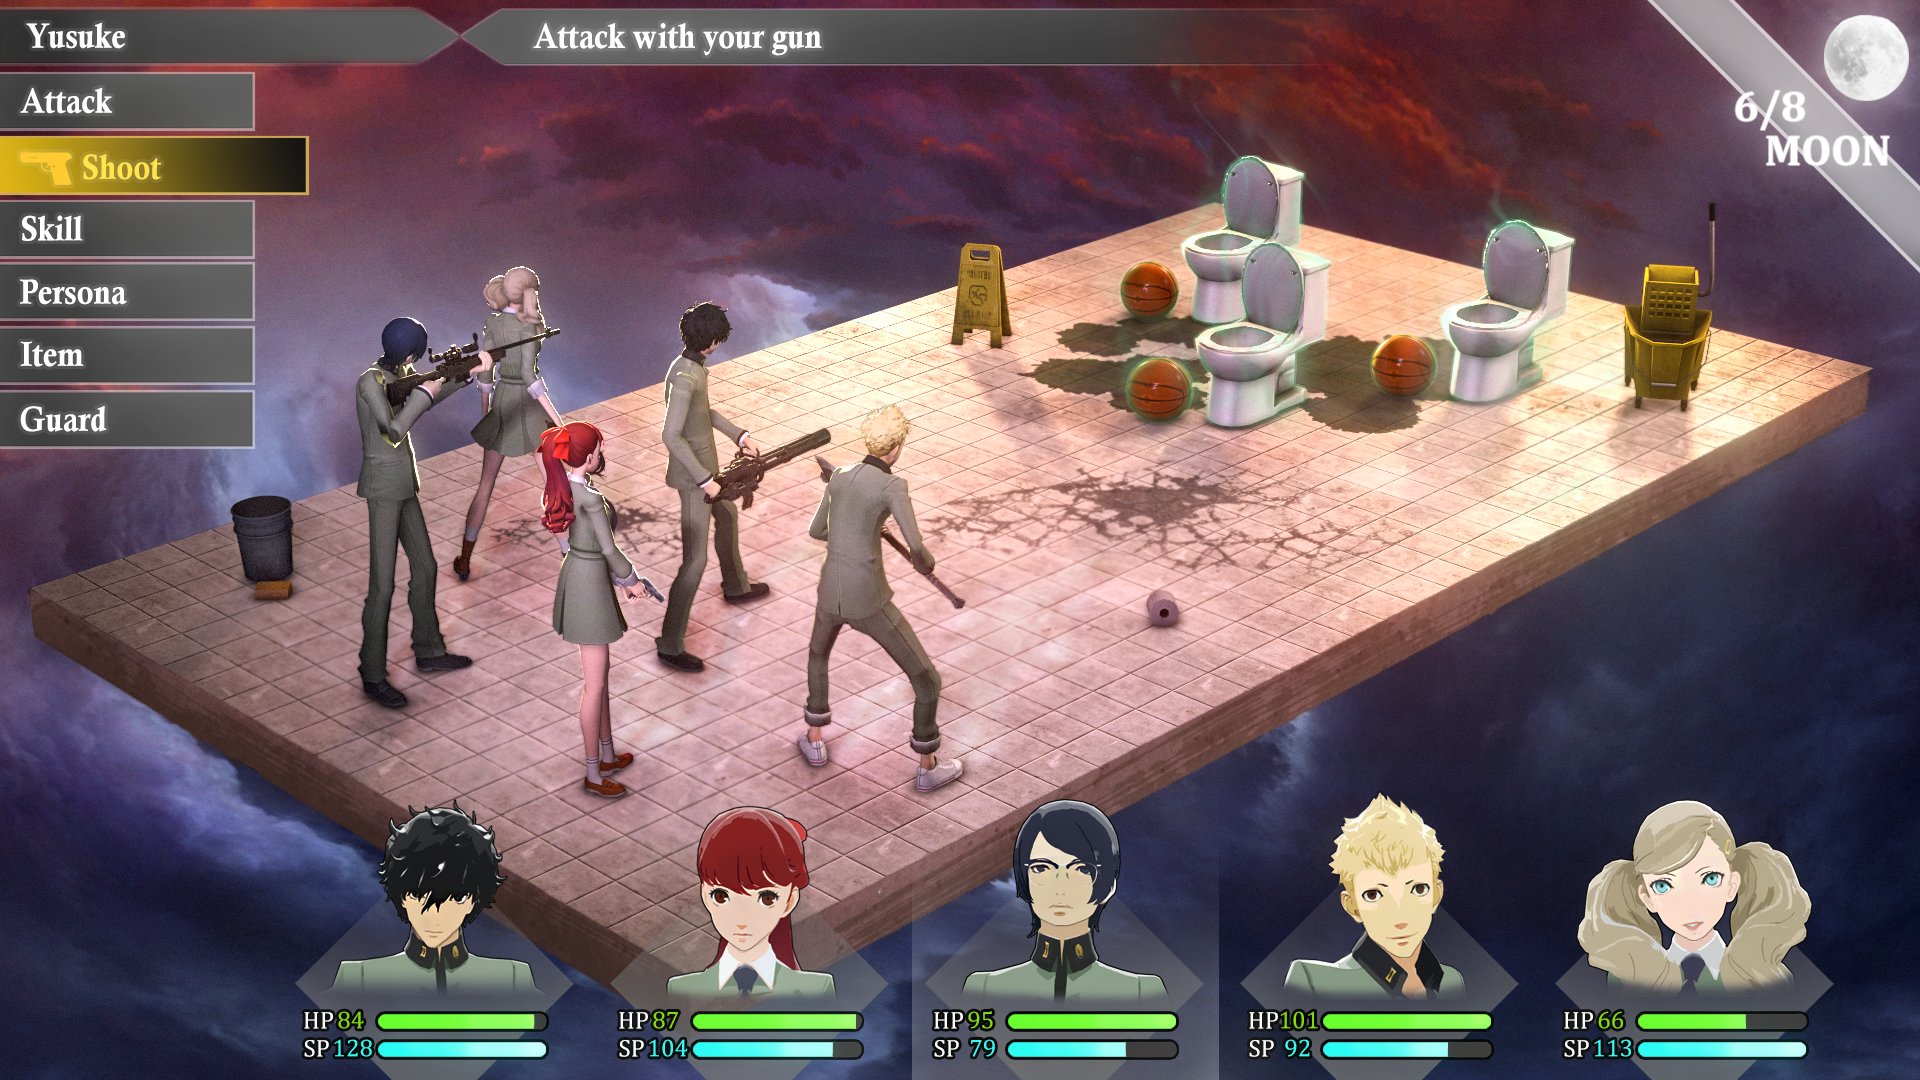 Yusuke
Attack with your gun
Attack
Shoot
Skill
Persona
Item
Guard
6/8
MOON
HP 84
SP 128
HP 87
SP 104
HP 95
SP 79
HP 101
SP 92
HP 66
SP 113